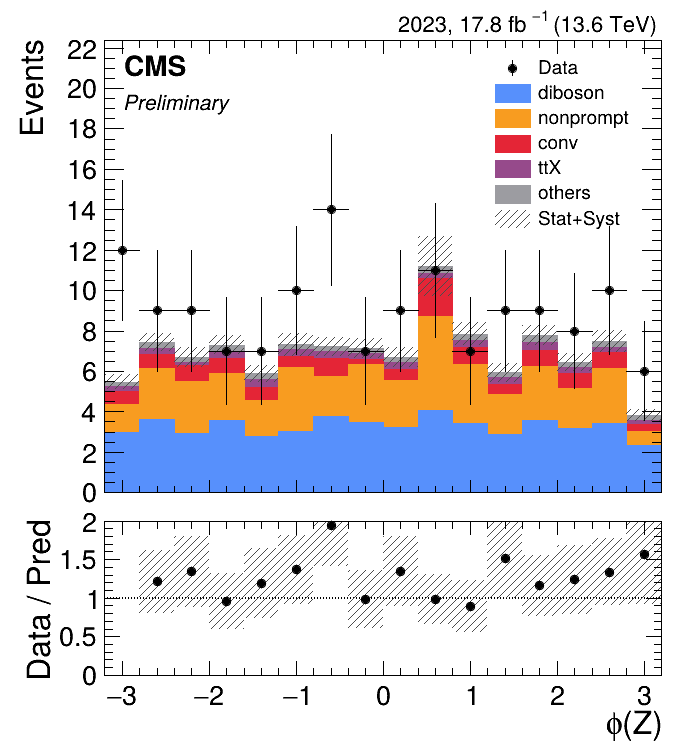 2023, 17.8 fb⁻¹ (13.6 TeV)
CMS
Preliminary
Data
diboson
nonprompt
conv
ttX
others
Stat+Syst
Events
22
20
18
16
14
12
10
8
6
4
2
0
Data / Pred
2
1.5
1
0.5
0
−3
−2
−1
0
1
2
3
ϕ(Z)